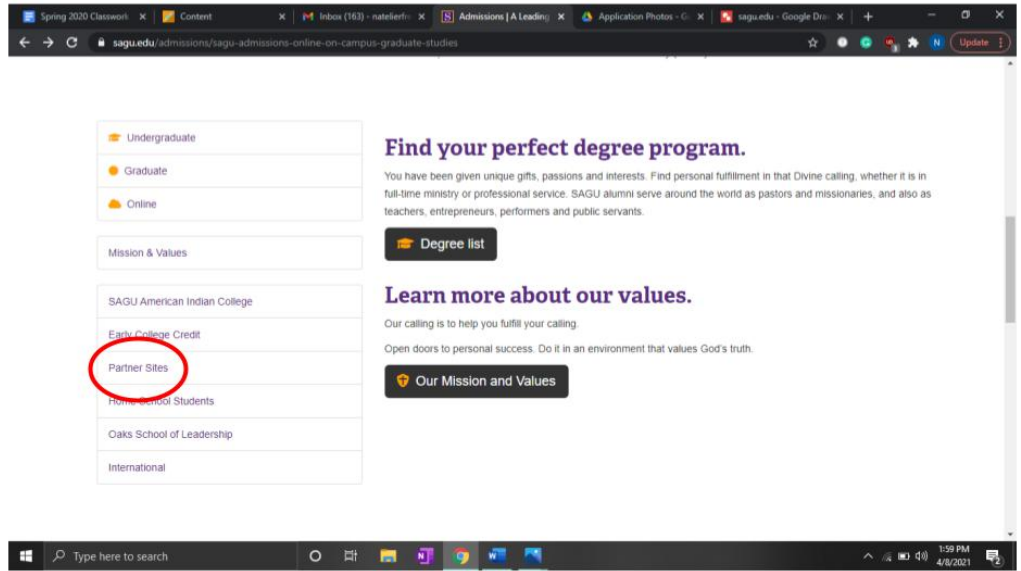 Spring 2020 Classwork
Content
Inbox (163) - natelierfro
Admissions | A Leading
Application Photos - G
sagu.edu - Google Dra
sagu.edu/admissions/sagu-admissions-online-on-campus-graduate-studies
N
Update
Undergraduate
Graduate
Online
Mission & Values
SAGU American Indian College
Early College Credit
Partner Sites
Home School Students
Oaks School of Leadership
International
Find your perfect degree program.
You have been given unique gifts, passions and interests. Find personal fulfillment in that Divine calling, whether it is in
full-time ministry or professional service. SAGU alumni serve around the world as pastors and missionaries, and also as
teachers, entrepreneurs, performers and public servants.
Degree list
Learn more about our values.
Our calling is to help you fulfill your calling.
Open doors to personal success. Do it in an environment that values God's truth.
Our Mission and Values
Type here to search
1:59 PM
4/8/2021